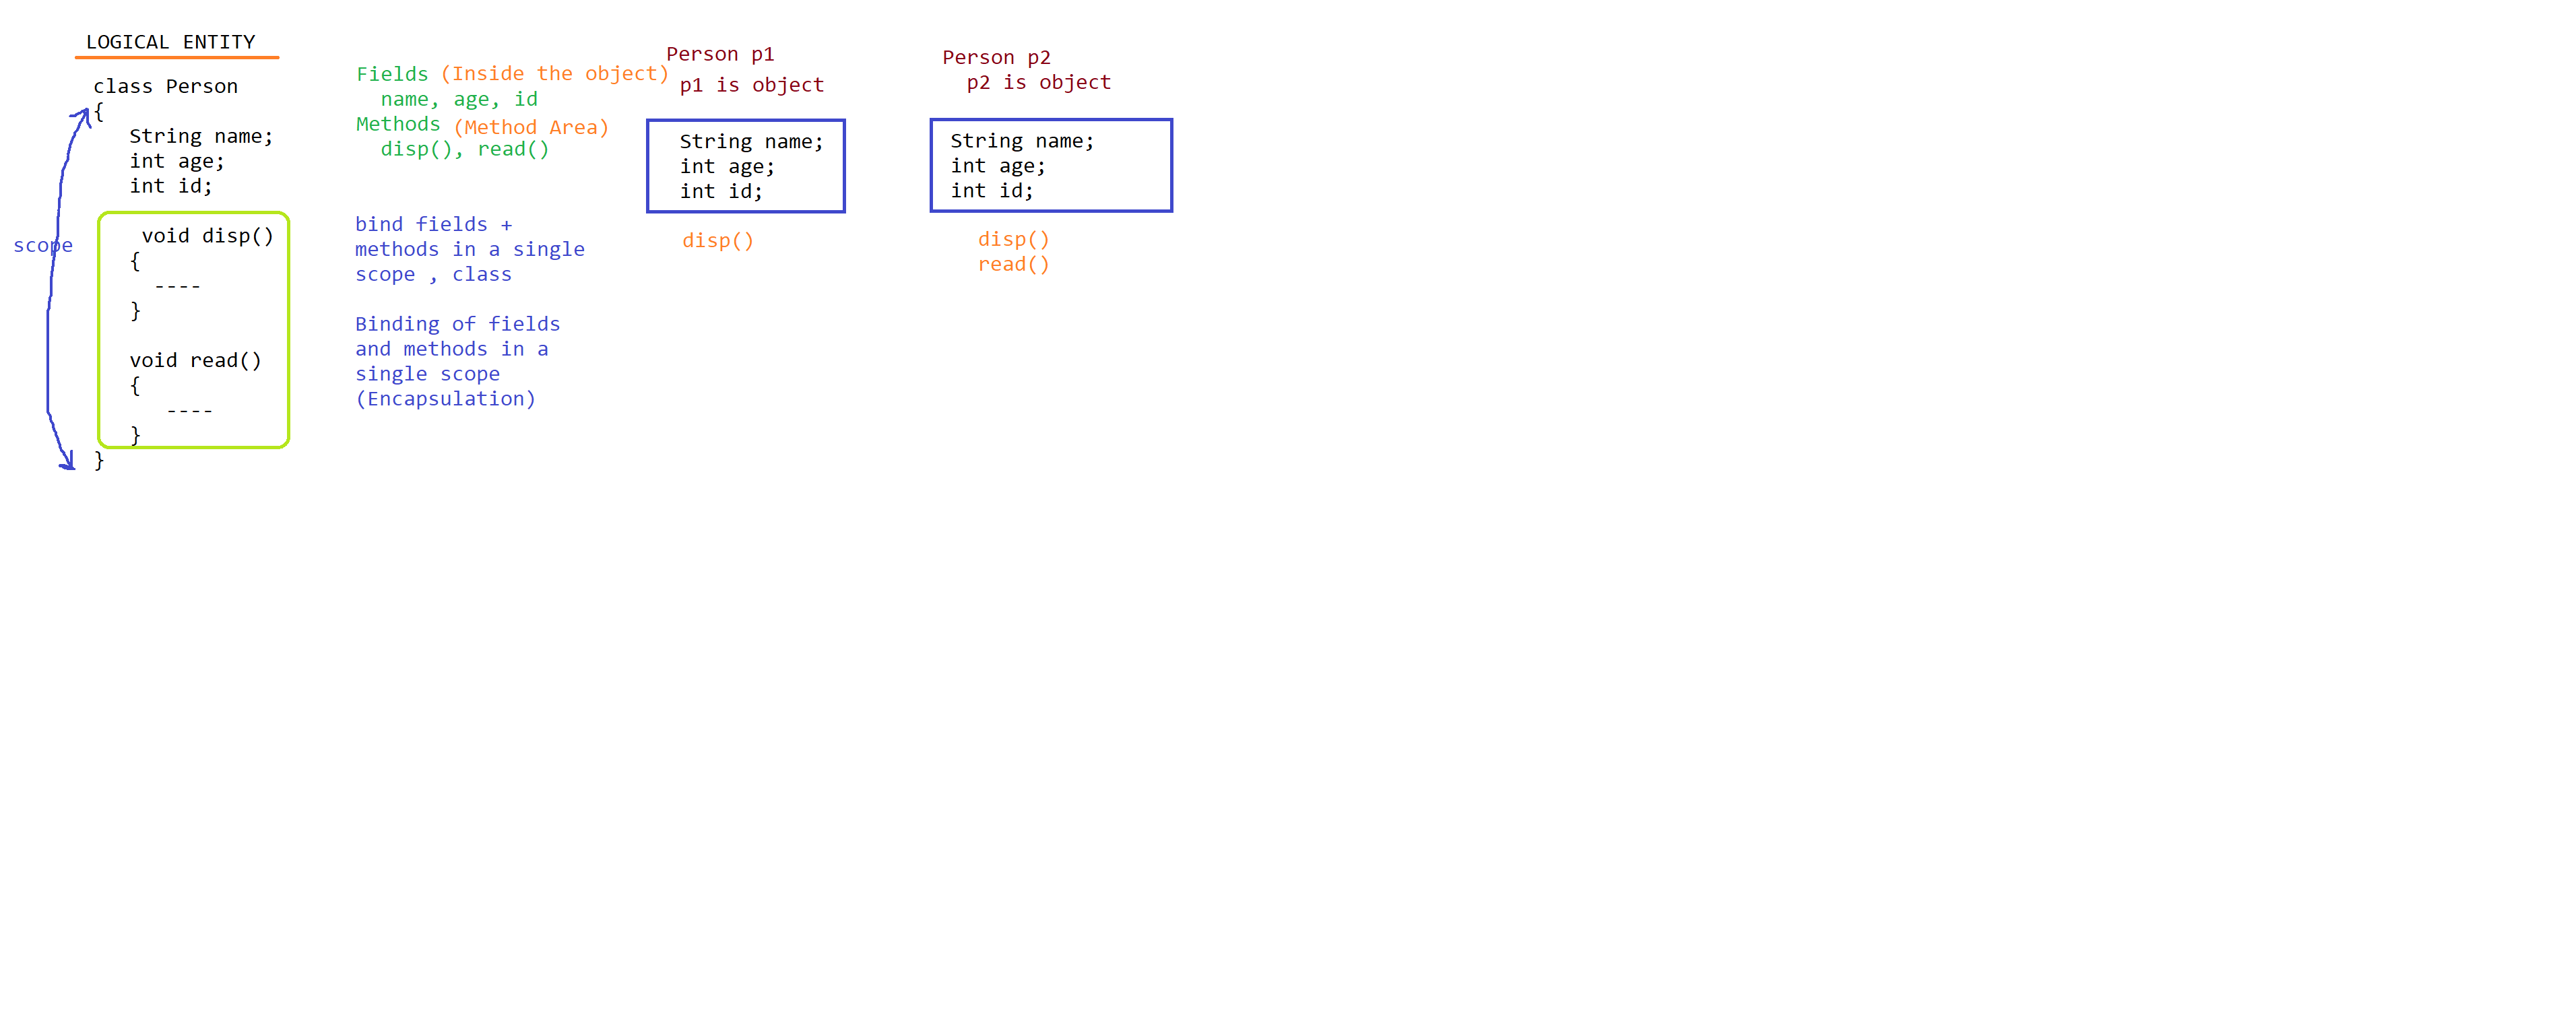 LOGICAL ENTITY
class Person
{
String name;
int age;
int id;
void disp()
{
----
}
void read()
{
----
}
}
scope
Fields (Inside the object)
name, age, id
Methods (Method Area)
disp(), read()
bind fields +
methods in a single
scope , class
Binding of fields
and methods in a
single scope
(Encapsulation)
Person p1
p1 is object
String name;
int age;
int id;
disp()
Person p2
p2 is object
String name;
int age;
int id;
disp()
read()